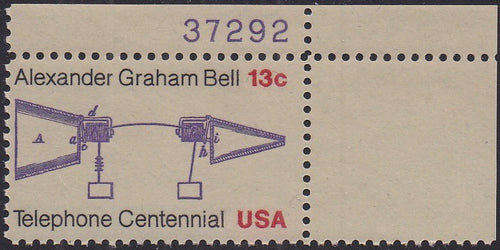 37292
Alexander Graham Bell 13c
A a c d h i
Telephone Centennial USA